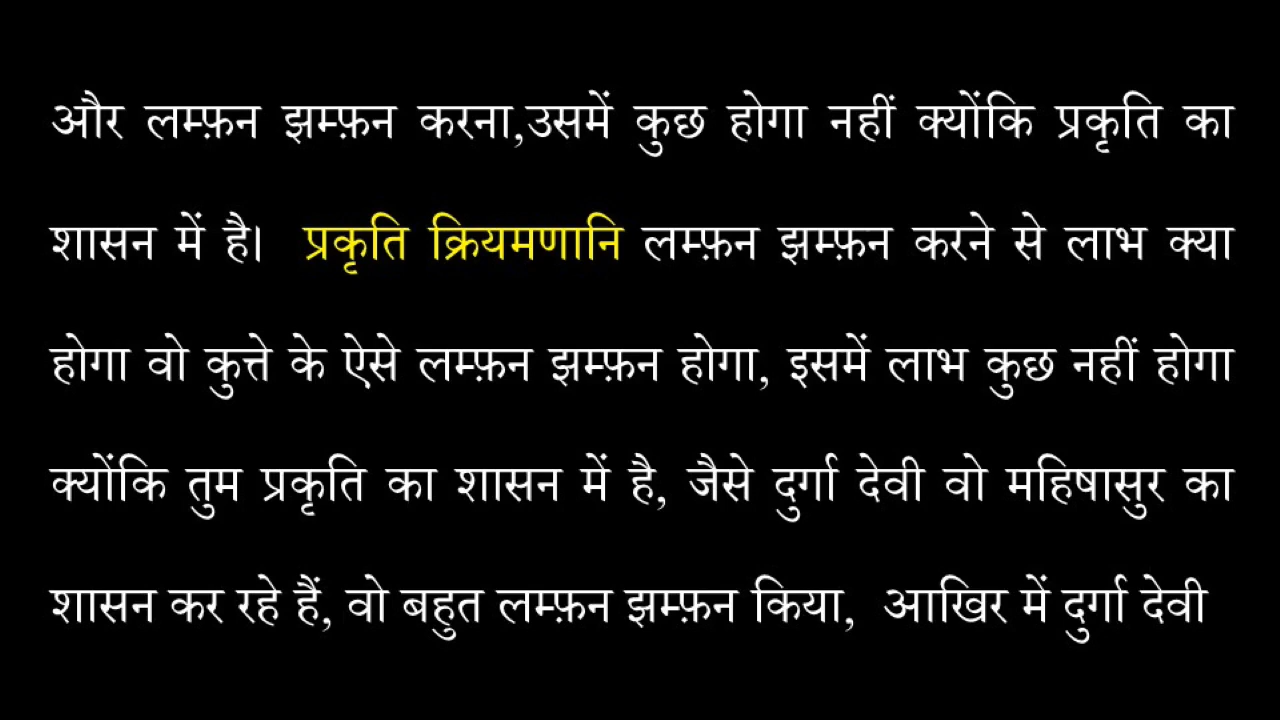 और लम्फ़न झम्फ़न करना,उसमें कुछ होगा नहीं क्योंकि प्रकृति का
शासन में है। प्रकृति क्रियमणानि लम्फ़न झम्फ़न करने से लाभ क्या
होगा वो कुत्ते के ऐसे लम्फ़न झम्फ़न होगा, इसमें लाभ कुछ नहीं होगा
क्योंकि तुम प्रकृति का शासन में है, जैसे दुर्गा देवी वो महिषासुर का
शासन कर रहे हैं, वो बहुत लम्फ़न झम्फ़न किया, आखिर में दुर्गा देवी